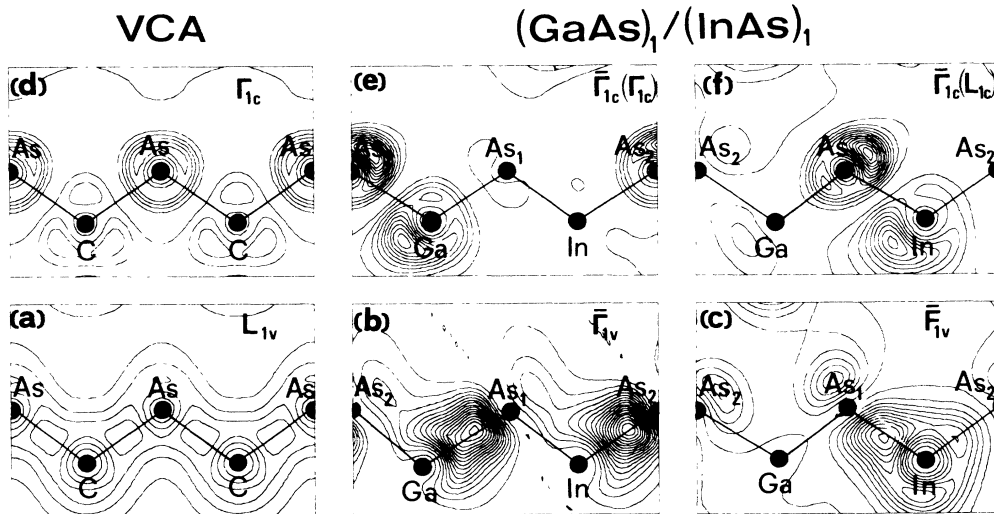 VCA (GaAs)₁/(InAs)₁
(d) Γ₁c
As As As
C C
(e) Γ̄₁c(Γ₁c)
As₁
Ga In
(f) Γ̄₁c(L₁c)
As₂ As As₂
Ga In
(a) L₁v
As As As
C C
(b) Γ̄₁v
As₂ As₁ As₂
Ga In
(c) F̄₁v
As₂ As₁ As₂
Ga In